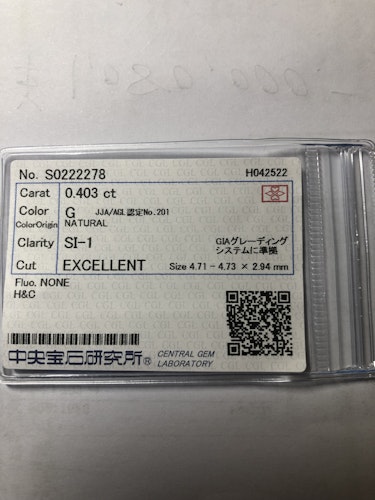 No. S0222278 H042522
Carat 0.403 ct
Color G JJA/AGL認定No.201
ColorOrigin NATURAL
Clarity SI-1 GIAグレーディング
システムに準拠
Cut EXCELLENT Size 4.71 - 4.73 × 2.94 mm
Fluo. NONE
H&C
中央宝石研究所® CENTRAL GEM
LABORATORY